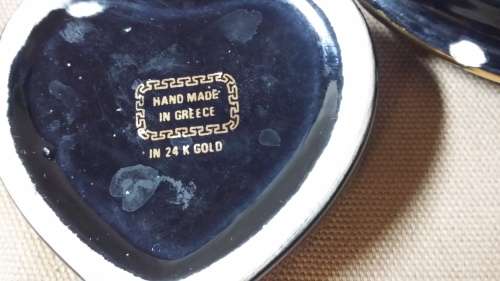 HAND MADE
IN GREECE
IN 24 K GOLD